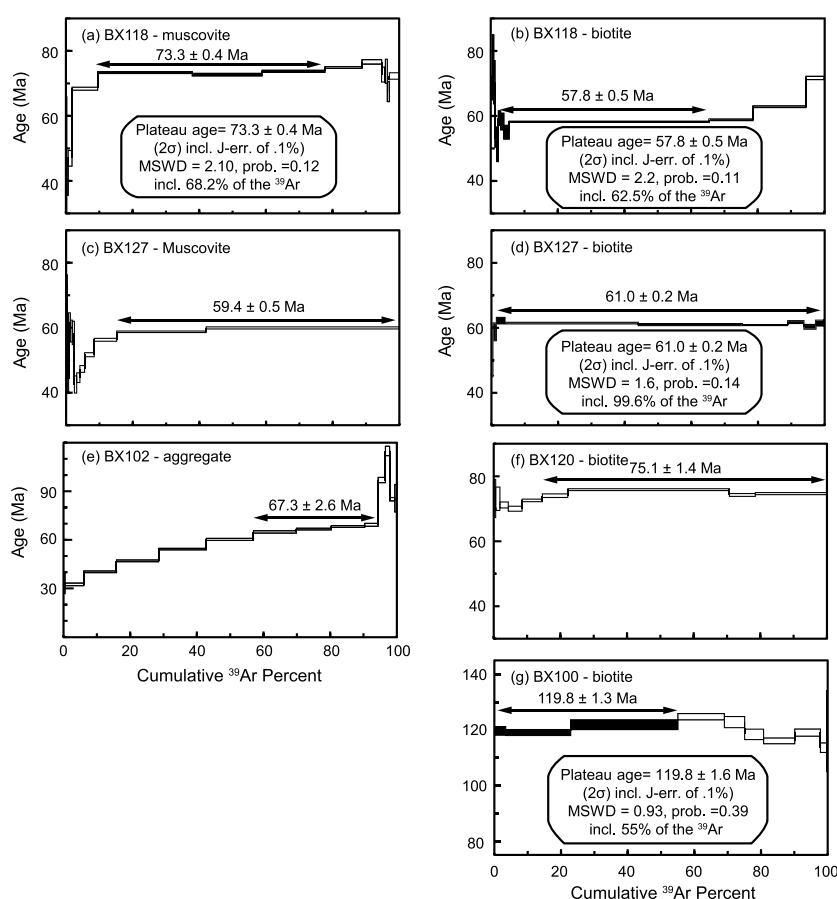 (a) BX118 - muscovite
73.3 ± 0.4 Ma
Plateau age= 73.3 ± 0.4 Ma
(2σ) incl. J-err. of .1%)
MSWD = 2.10, prob. =0.12
incl. 68.2% of the ³⁹Ar
80
60
40
Age (Ma)
(b) BX118 - biotite
57.8 ± 0.5 Ma
Plateau age= 57.8 ± 0.5 Ma
(2σ) incl. J-err. of .1%)
MSWD = 2.2, prob. =0.11
incl. 62.5% of the ³⁹Ar
80
60
40
(c) BX127 - Muscovite
59.4 ± 0.5 Ma
80
60
40
Age (Ma)
(d) BX127 - biotite
61.0 ± 0.2 Ma
Plateau age= 61.0 ± 0.2 Ma
(2σ) incl. J-err. of .1%)
MSWD = 1.6, prob. =0.14
incl. 99.6% of the ³⁹Ar
80
60
40
(e) BX102 - aggregate
67.3 ± 2.6 Ma
90
60
30
Age (Ma)
0 20 40 60 80 100
Cumulative ³⁹Ar Percent
(f) BX120 - biotite
75.1 ± 1.4 Ma
80
60
40
(g) BX100 - biotite
119.8 ± 1.3 Ma
Plateau age= 119.8 ± 1.6 Ma
(2σ) incl. J-err. of .1%)
MSWD = 0.93, prob. =0.39
incl. 55% of the ³⁹Ar
140
120
100
80
0 20 40 60 80 100
Cumulative ³⁹Ar Percent